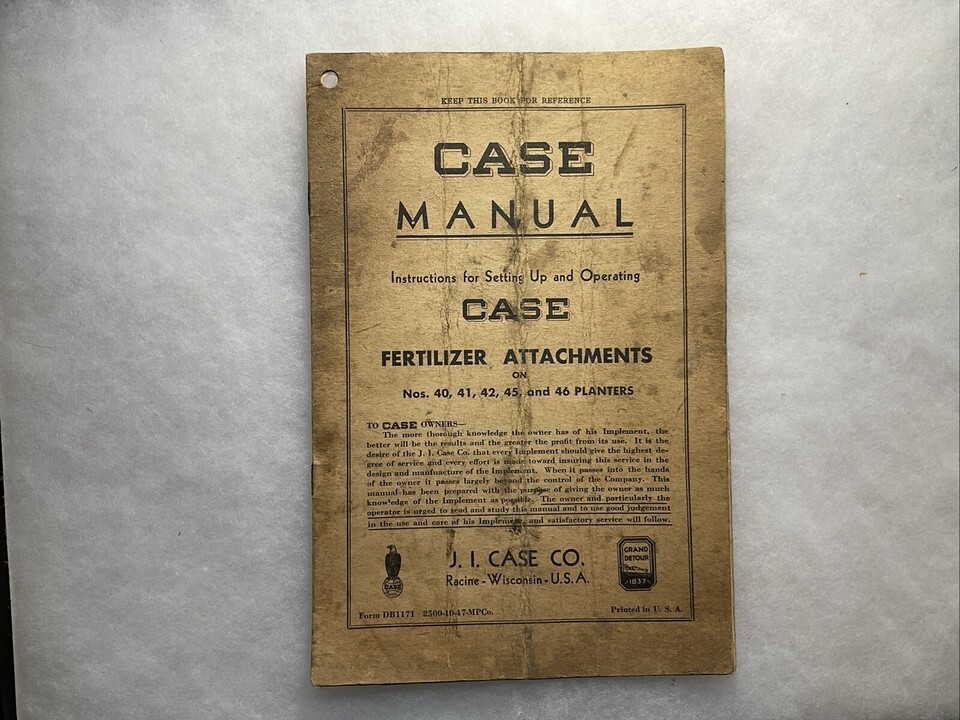 KEEP THIS BOOK FOR REFERENCE
CASE
MANUAL
Instructions for Setting Up and Operating
CASE
FERTILIZER ATTACHMENTS
ON
Nos. 40, 41, 42, 45, and 46 PLANTERS
TO CASE OWNERS—
The more thorough knowledge the owner has of his Implement, the
better will be the results and the greater the profit from its use. It is the
desire of the J. I. Case Co. that every Implement should give the highest de-
gree of service and every effort is made toward insuring this service in the
design and manfuacture of the Implement. When it passes into the hands
of the owner it passes largely beyond the control of the Company. This
manual has been prepared with the purpose of giving the owner as much
knowledge of the Implement as possible. The owner and particularly the
operator is urged to read and study this manual and to use good judgement
in the use and care of his Implement, and satisfactory service will follow.
CASE
J. I. CASE CO.
Racine - Wisconsin - U.S.A.
GRAND
DETOUR
1837
Form DB1171 2500-10-47-MPCo.
Printed in U. S. A.